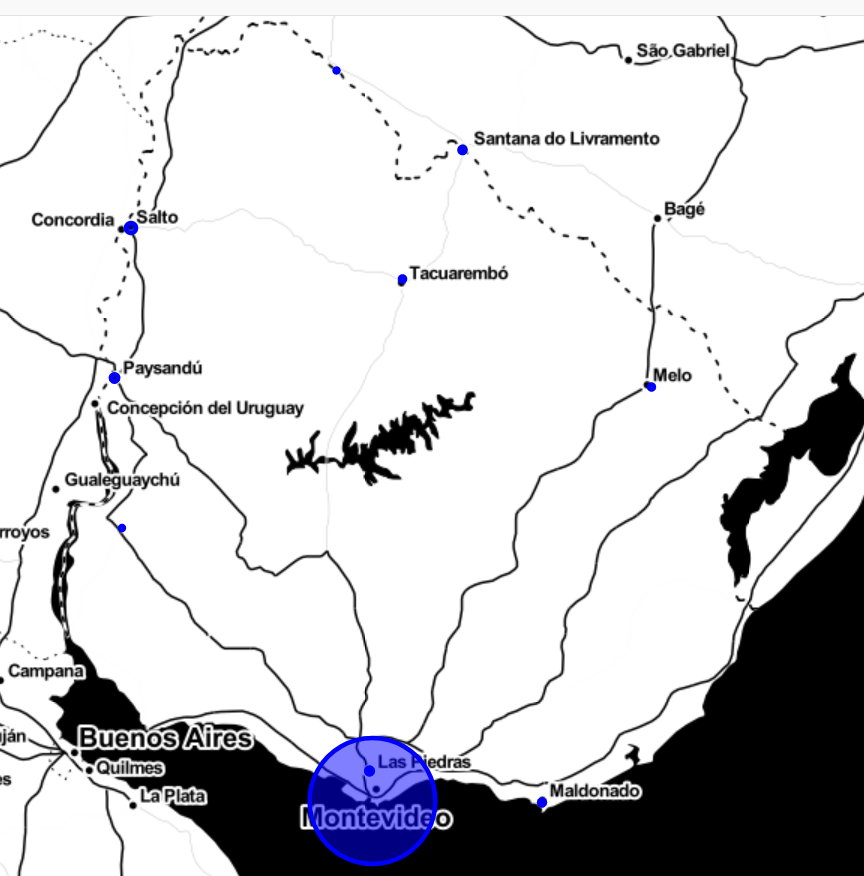 São Gabriel
Santana do Livramento
Bagé
Concordia
Salto
Tacuarembó
Paysandú
Melo
Concepción del Uruguay
Gualeguaychú
rroyos
Campana
ján
Buenos Aires
Quilmes
es
La Plata
Las Piedras
Maldonado
Montevideo